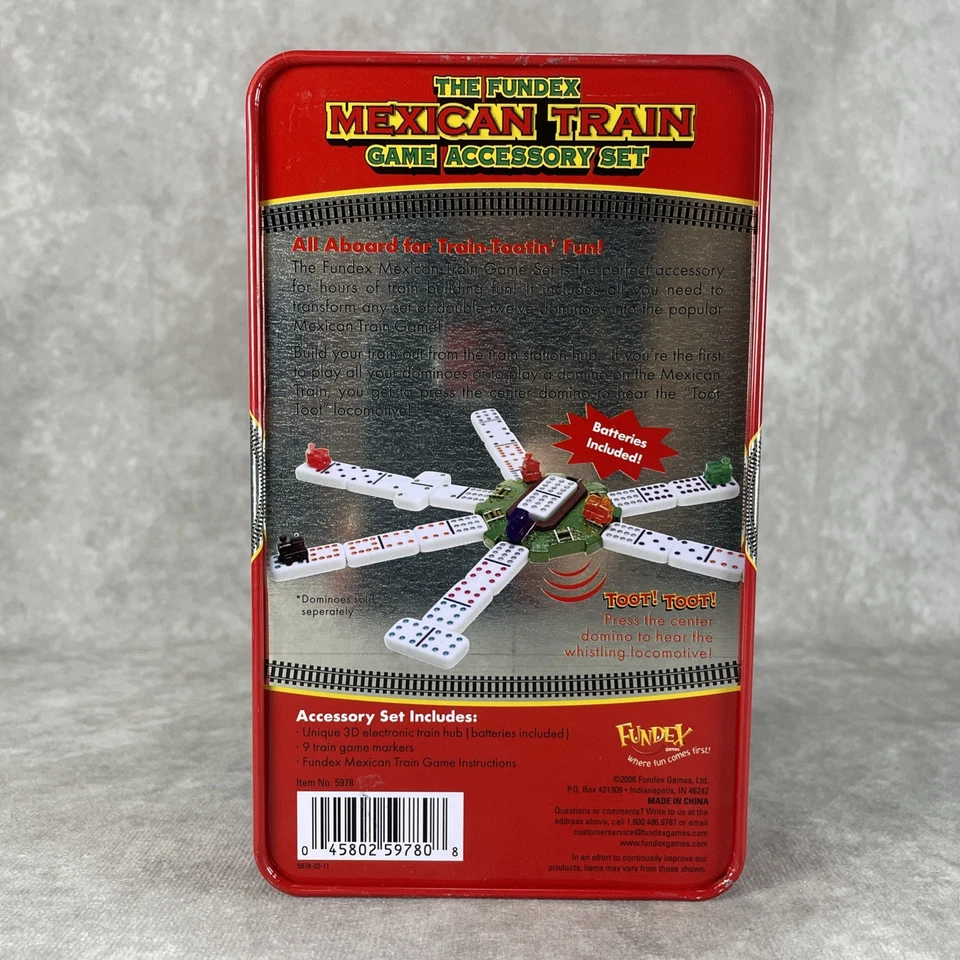 THE FUNDEX
MEXICAN TRAIN
GAME ACCESSORY SET
All Aboard for Train-Tootin' Fun!
The Fundex Mexican Train Game Set is the perfect accessory
for hours of train building fun! It includes all you need to
transform any set of double twelve dominoes into the popular
Mexican Train Game!
Build your train out from the train station hub. If you're the first
to play all your dominoes or to play a domino on the Mexican
Train, you get to press the center domino to hear the "Toot
Toot" locomotive!
Batteries
Included!
*Dominoes sold
seperately
TOOT! TOOT!
Press the center
domino to hear the
whistling locomotive!
Accessory Set Includes:
· Unique 3D electronic train hub (batteries included)
· 9 train game markers
· Fundex Mexican Train Game Instructions
Item No. 5978
0 45802 59780 8
5978-03-11
FUNDEX
games
where fun comes first!
©2006 Fundex Games, Ltd.
P.O. Box 421309 • Indianapolis, IN 46242
MADE IN CHINA
Questions or comments? Write to us at the
address above, call 1.800.486.9787 or email
customerservice@fundexgames.com
www.fundexgames.com
In an effort to continually improve our
products, items may vary from those shown.